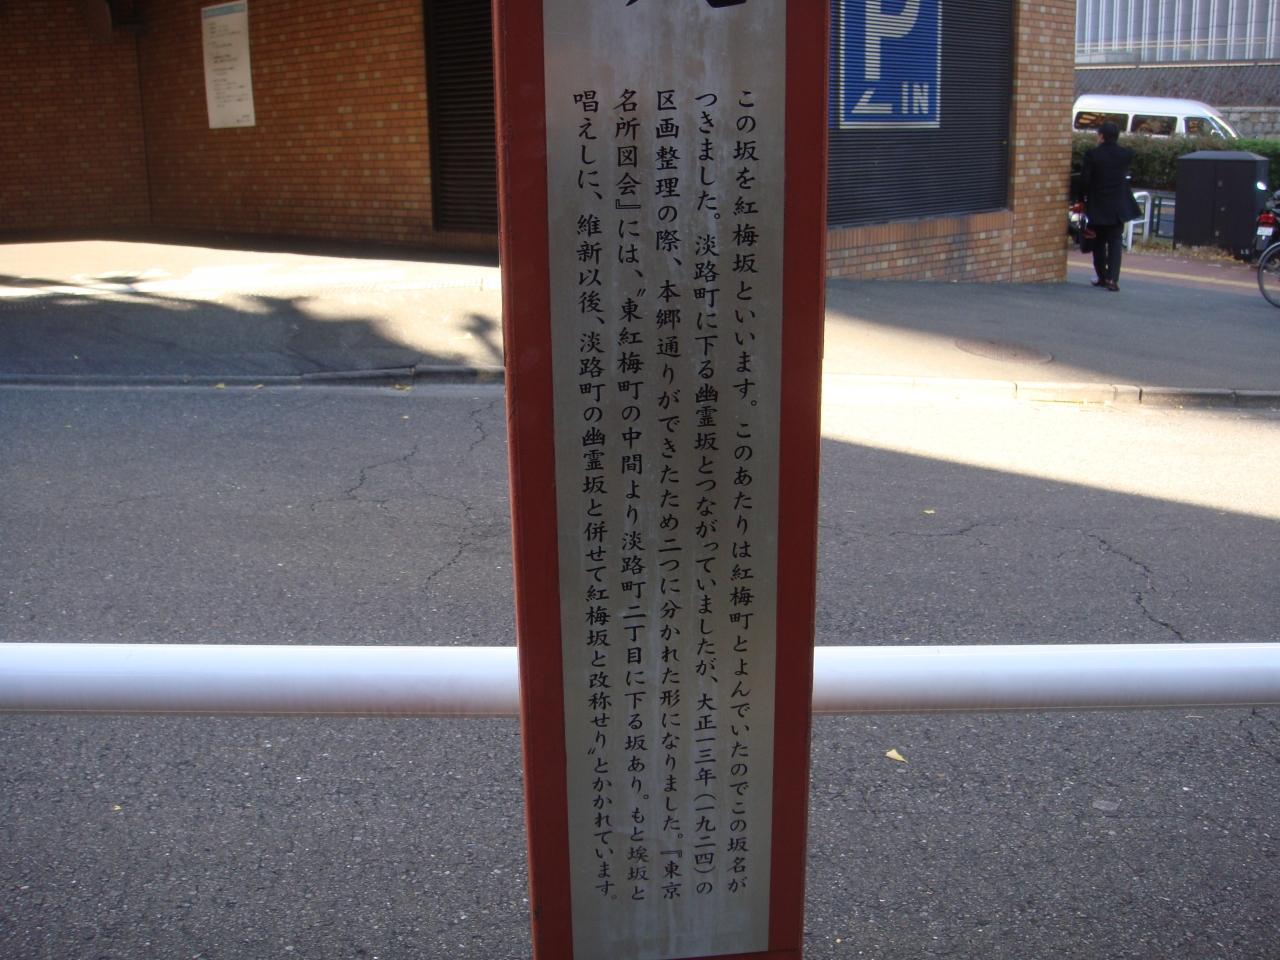 この坂を紅梅坂といいます。このあたりは紅梅町とよんでいたのでこの坂名が
つきました。淡路町に下る幽霊坂とつながっていましたが、大正一三年（一九二四）の
区画整理の際、本郷通りができたため二つに分かれた形になりました。『東京
名所図会』には、〝東紅梅町の中間より淡路町二丁目に下る坂あり。もと埃坂と
唱えしに、維新以後、淡路町の幽霊坂と併せて紅梅坂と改称せり〟とかかれています。
P
IN